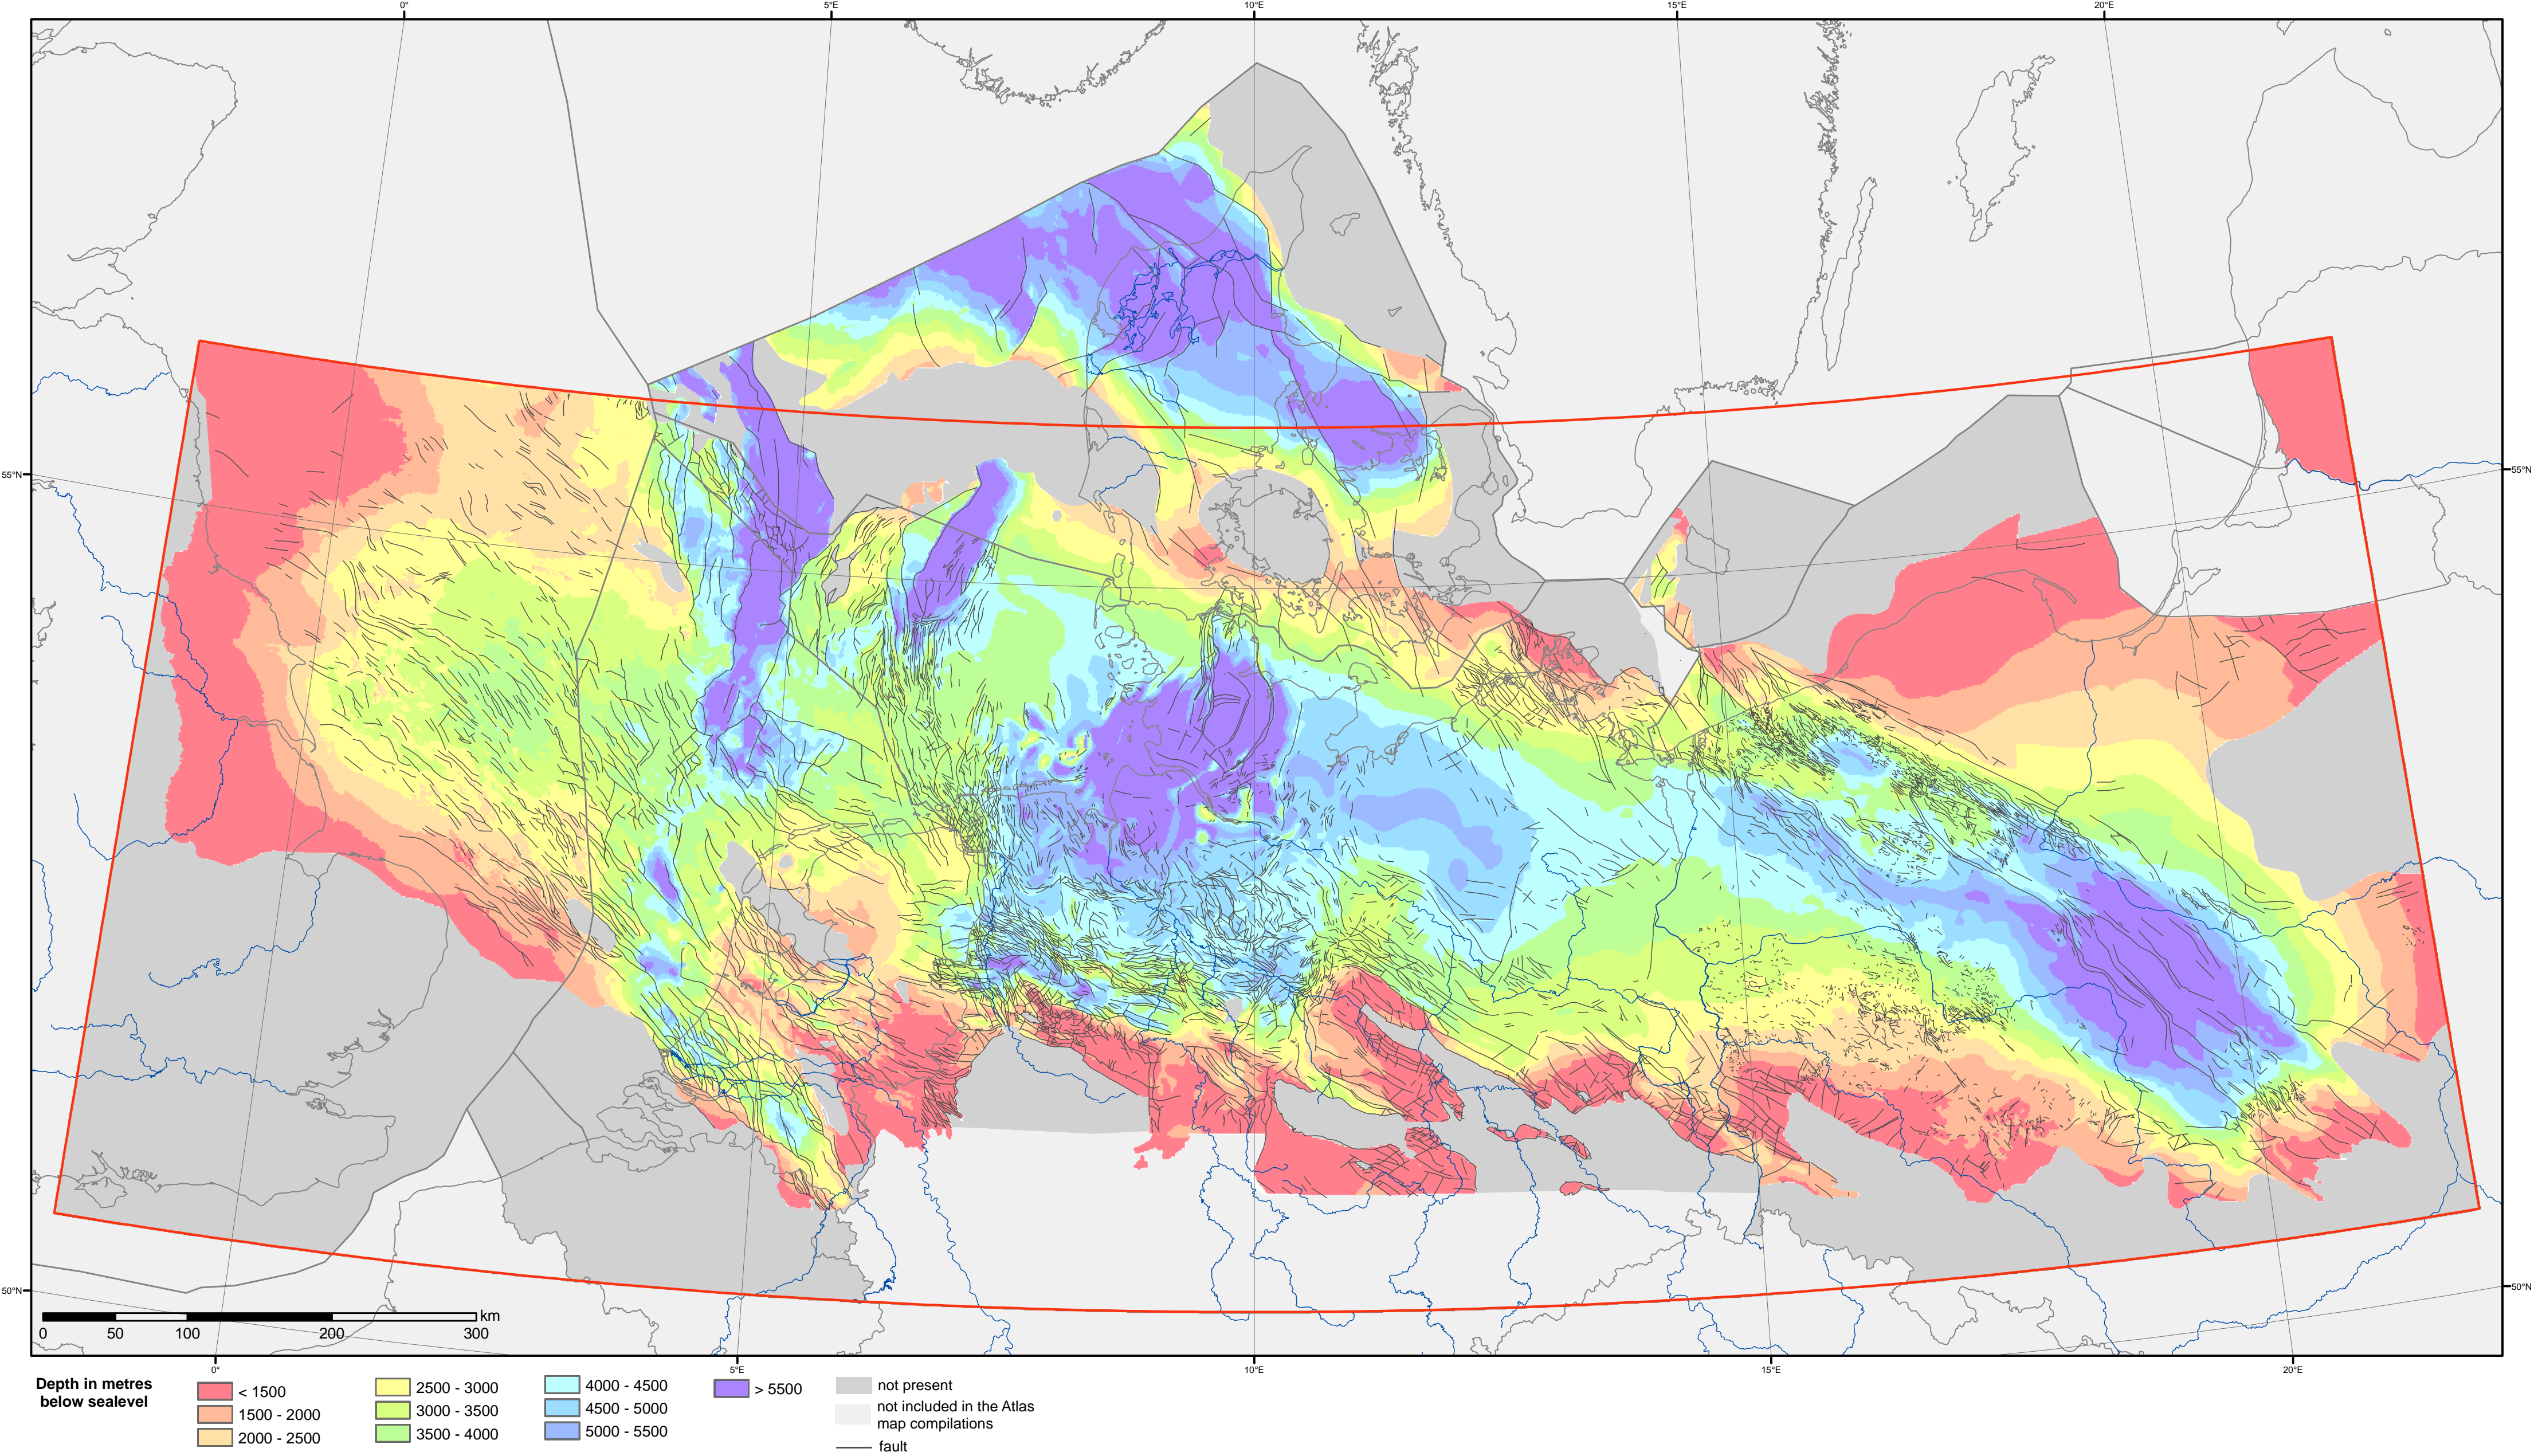 0°
5°E
10°E
15°E
20°E
55°N
55°N
50°N
50°N
km
0
50
100
200
300
0°
5°E
10°E
15°E
20°E
Depth in metres
below sealevel
< 1500
1500 - 2000
2000 - 2500
2500 - 3000
3000 - 3500
3500 - 4000
4000 - 4500
4500 - 5000
5000 - 5500
> 5500
not present
not included in the Atlas
map compilations
fault